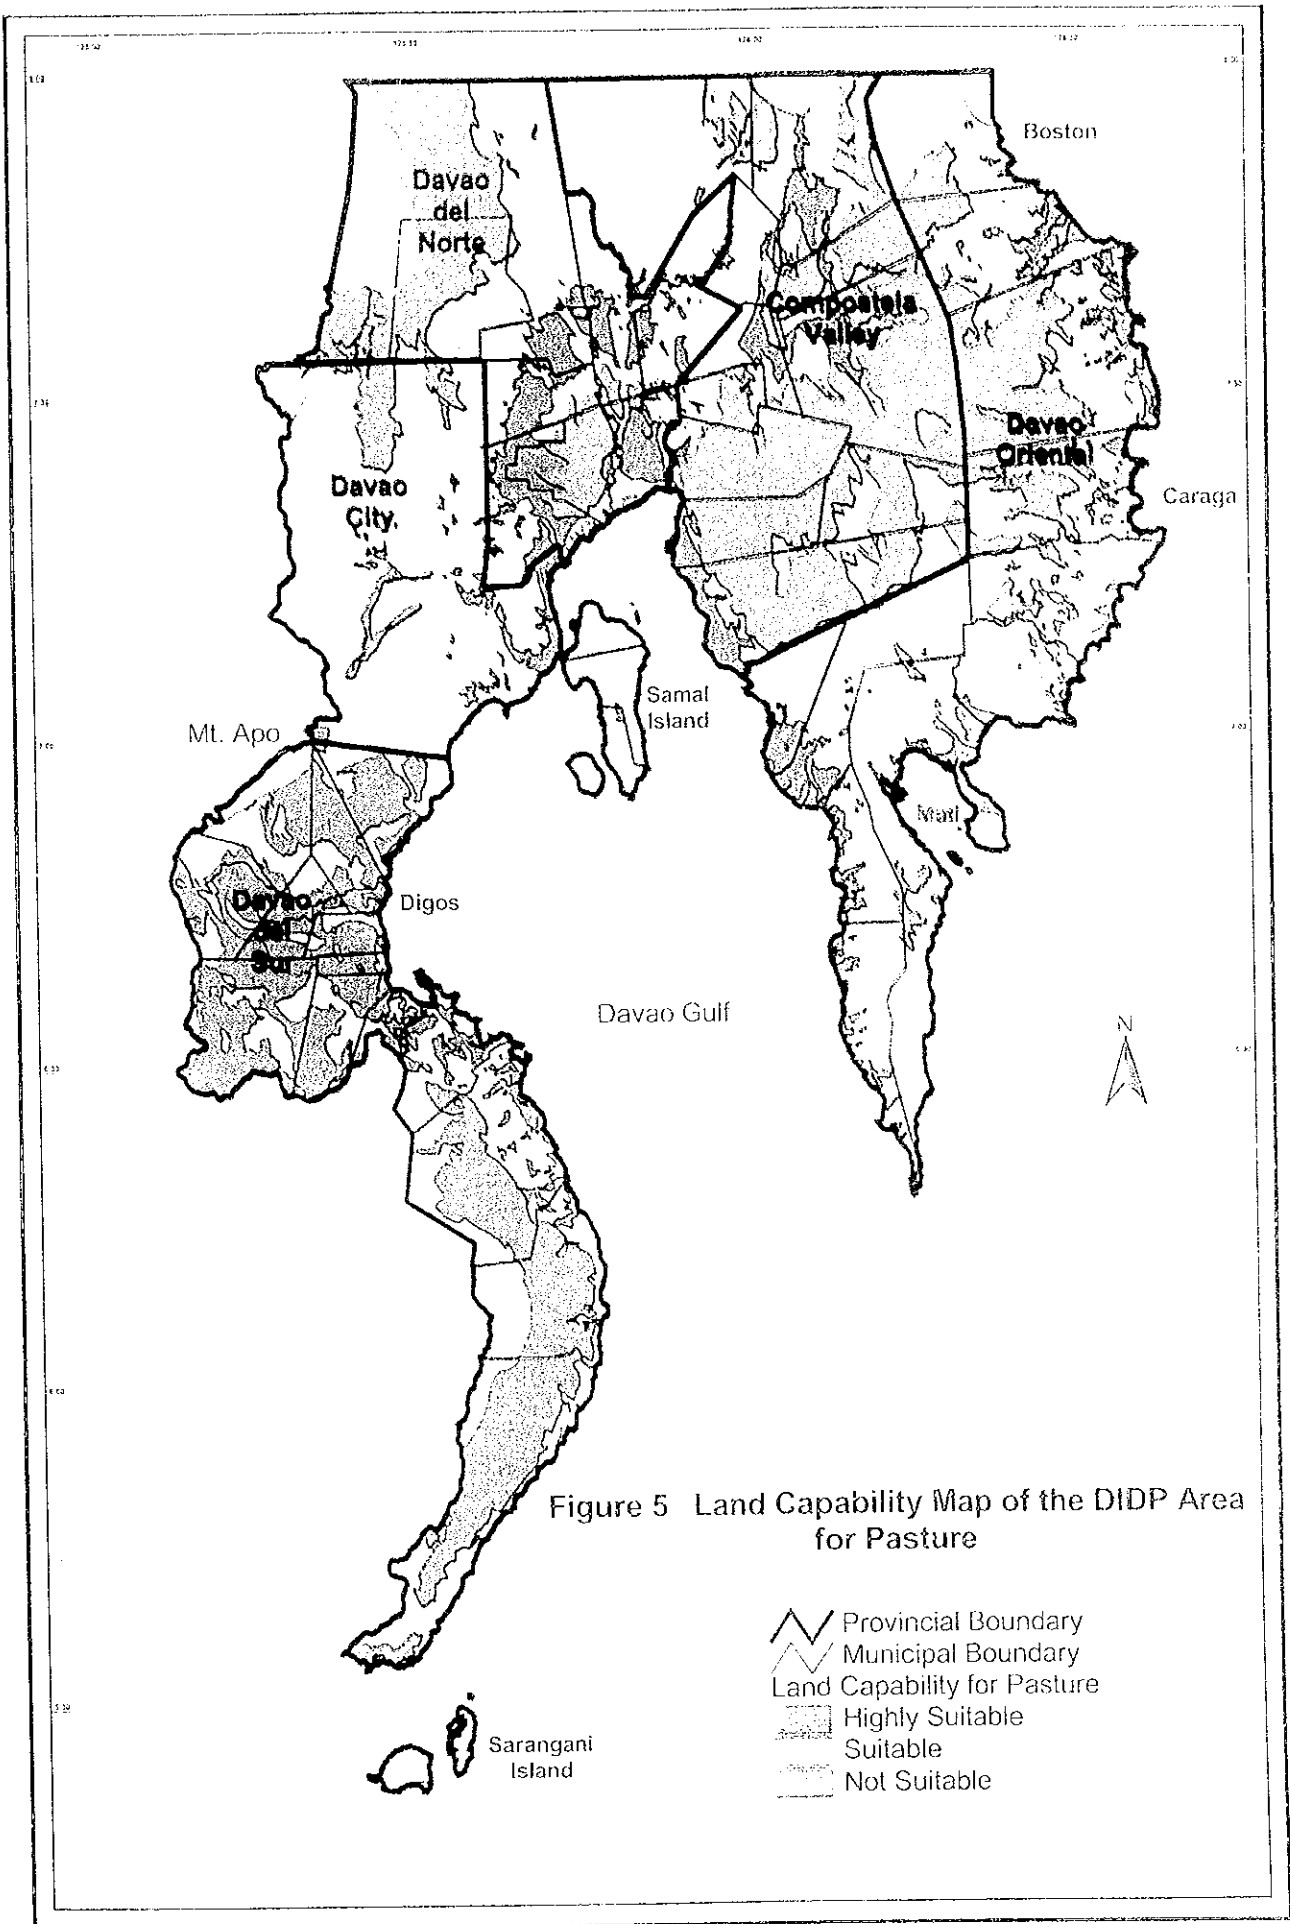 Boston
Davao
del
Norte
Compostela
Valley
Davao
Oriental
Caraga
Davao
City.
Samal
Island
Mt. Apo
Mati
Davao
del
Sur
Digos
Davao Gulf
N
Figure 5 Land Capability Map of the DIDP Area
for Pasture
Provincial Boundary
Municipal Boundary
Land Capability for Pasture
Highly Suitable
Suitable
Not Suitable
Sarangani
Island